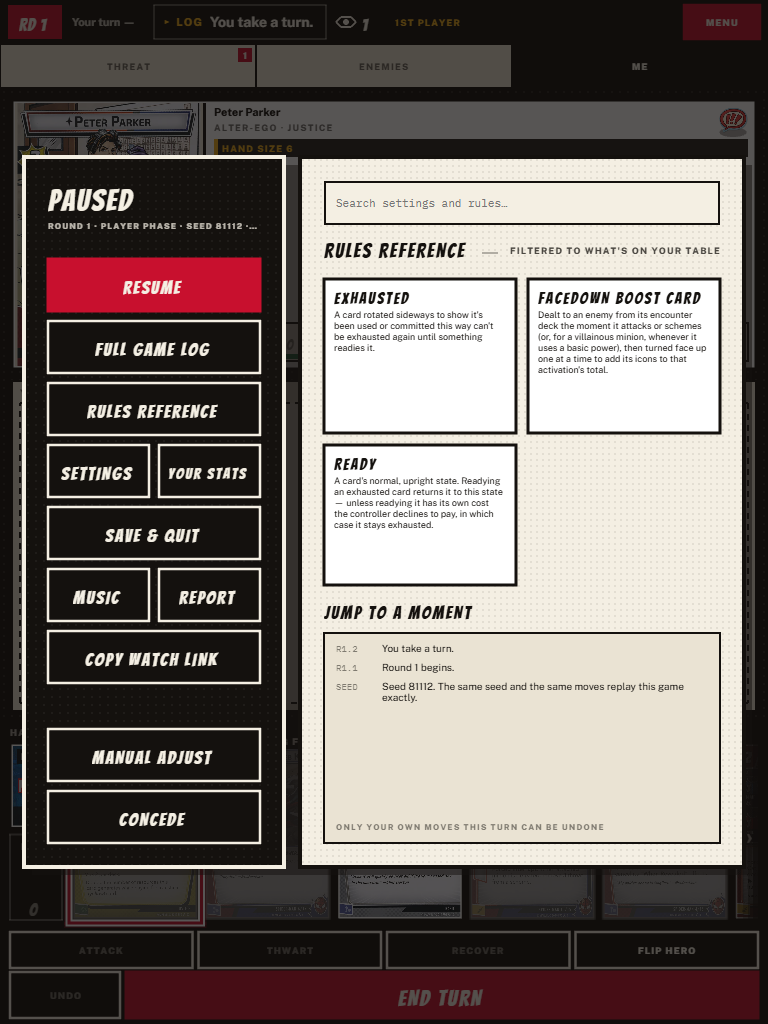 RD 1
Your turn —
► LOG You take a turn.
1
1ST PLAYER
MENU
THREAT
1
ENEMIES
ME
PETER PARKER
Peter Parker
ALTER-EGO · JUSTICE
HAND SIZE 6
PAUSED
ROUND 1 · PLAYER PHASE · SEED 81112 ·…
RESUME
FULL GAME LOG
RULES REFERENCE
SETTINGS
YOUR STATS
SAVE & QUIT
MUSIC
REPORT
COPY WATCH LINK
MANUAL ADJUST
CONCEDE
Search settings and rules…
RULES REFERENCE
FILTERED TO WHAT'S ON YOUR TABLE
EXHAUSTED
A card rotated sideways to show it's
been used or committed this way can't
be exhausted again until something
readies it.
FACEDOWN BOOST CARD
Dealt to an enemy from its encounter
deck the moment it attacks or schemes
(or, for a villainous minion, whenever it
uses a basic power), then turned face up
one at a time to add its icons to that
activation's total.
READY
A card's normal, upright state. Readying
an exhausted card returns it to this state
— unless readying it has its own cost
the controller declines to pay, in which
case it stays exhausted.
JUMP TO A MOMENT
R1.2 You take a turn.
R1.1 Round 1 begins.
SEED Seed 81112. The same seed and the same moves replay this game
exactly.
ONLY YOUR OWN MOVES THIS TURN CAN BE UNDONE
0
ATTACK
THWART
RECOVER
FLIP HERO
UNDO
END TURN